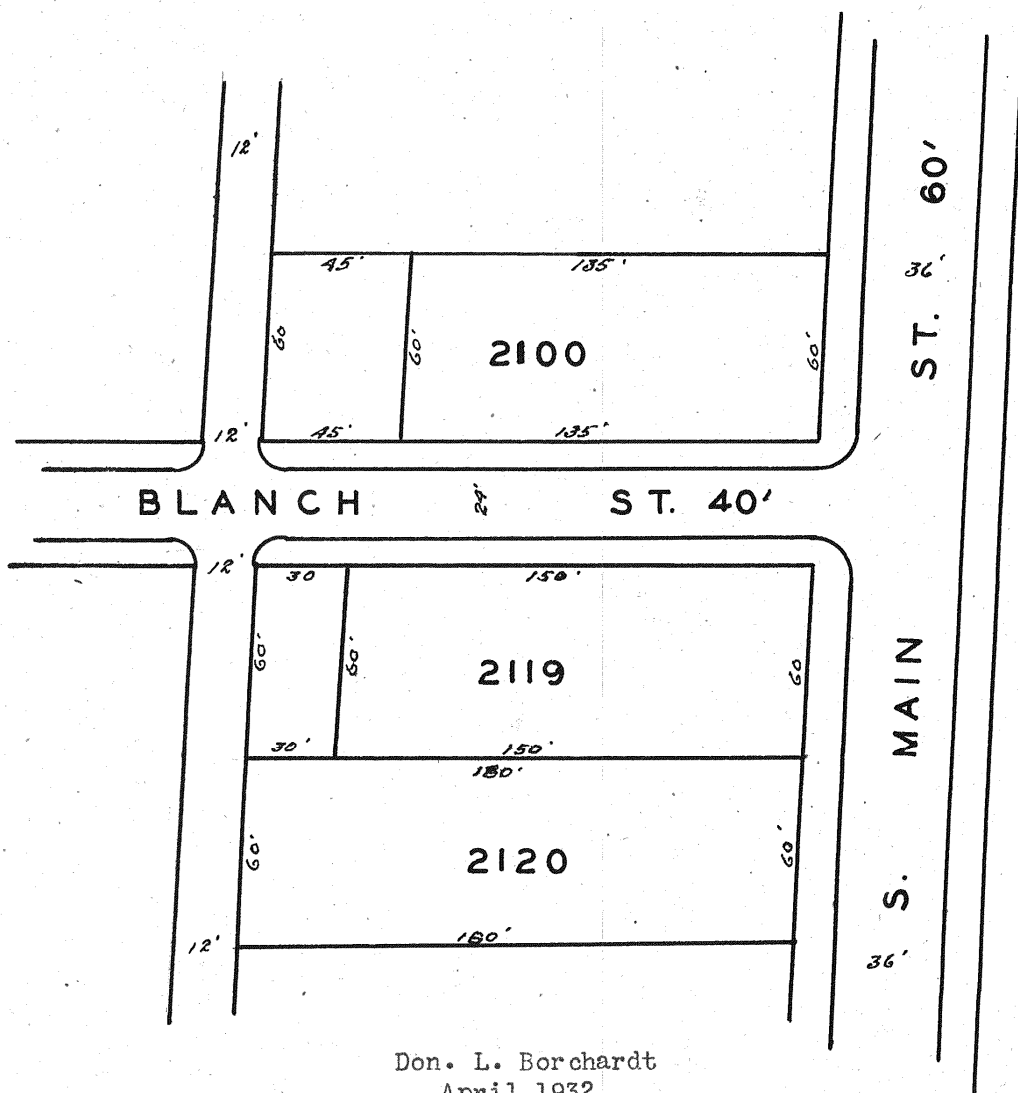 12'
ST. 60'
36'
45' 135'
60 60' 2100 60'
12' 45' 135'
BLANCH 24' ST. 40'
12' 30 150'
60' 60' 2119 60
S. MAIN
30' 150'
180'
60' 2120 60'
12' 180'
36'
Don. L. Borchardt
April 1932